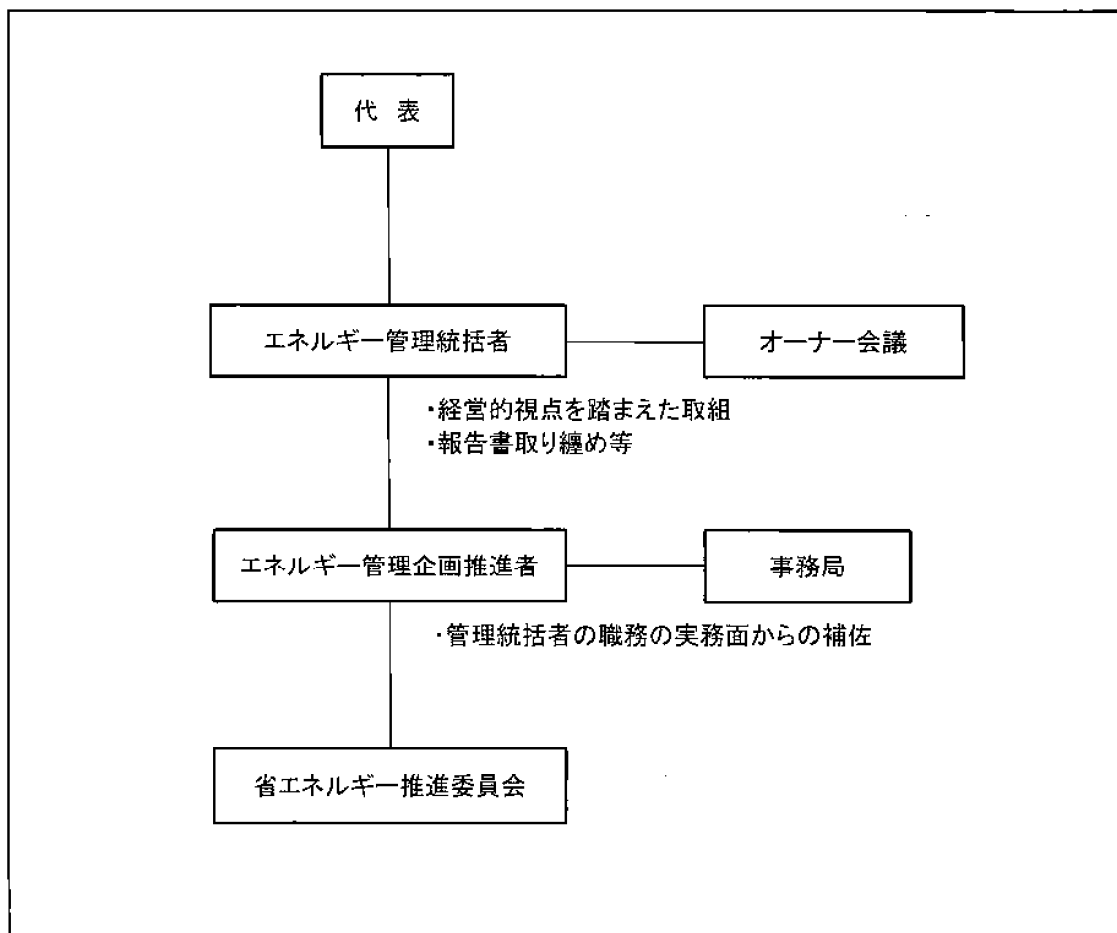 代 表
エネルギー管理統括者
オーナー会議
・経営的視点を踏まえた取組
・報告書取り纏め等
エネルギー管理企画推進者
事務局
・管理統括者の職務の実務面からの補佐
省エネルギー推進委員会